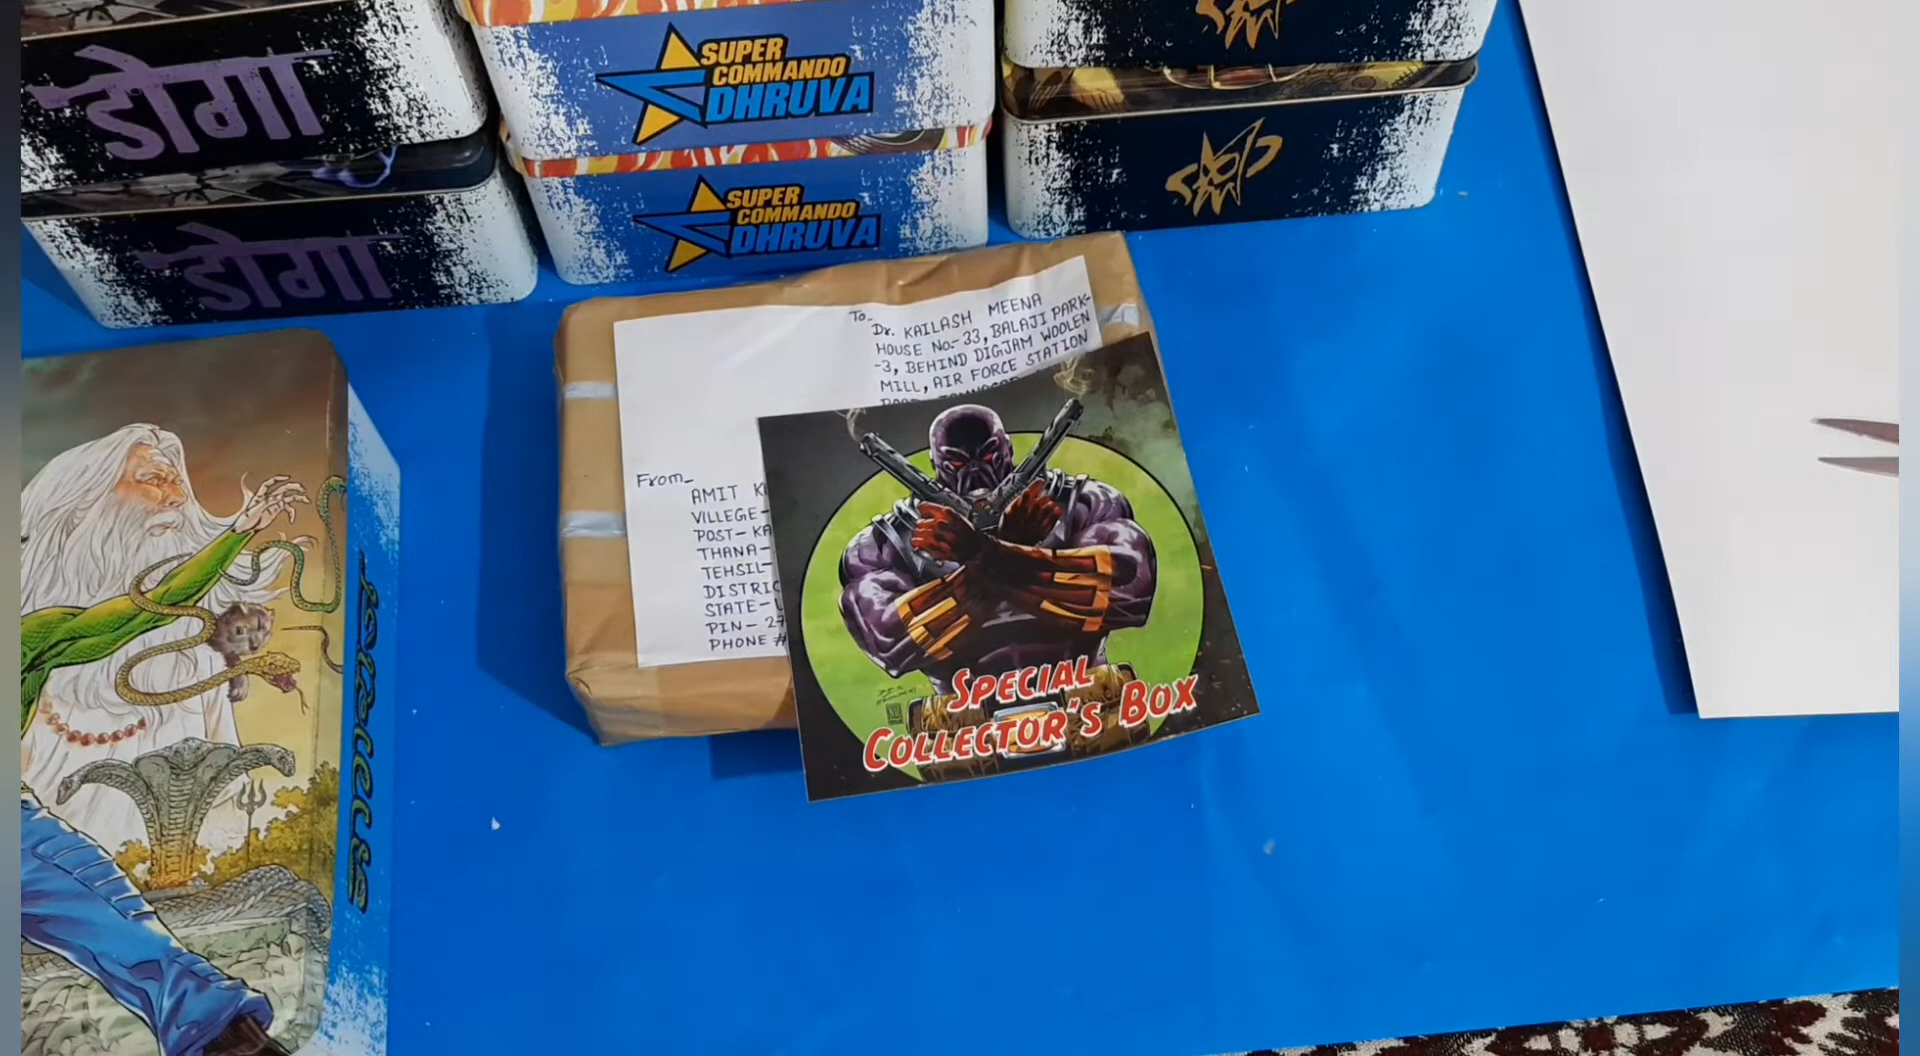 डोगा
डोगा
SUPER
COMMANDO
DHRUVA
SUPER
COMMANDO
DHRUVA
To-
Dr. KAILASH MEENA
HOUSE No.-33, BALAJI PARK-
-3, BEHIND DIGJAM WOOLEN
MILL, AIR FORCE STATION
From-
AMIT
VILLEGE-
POST-
THANA-
TEHSIL-
STATE-
PIN-
PHONE #
SPECIAL
COLLECTOR'S BOX